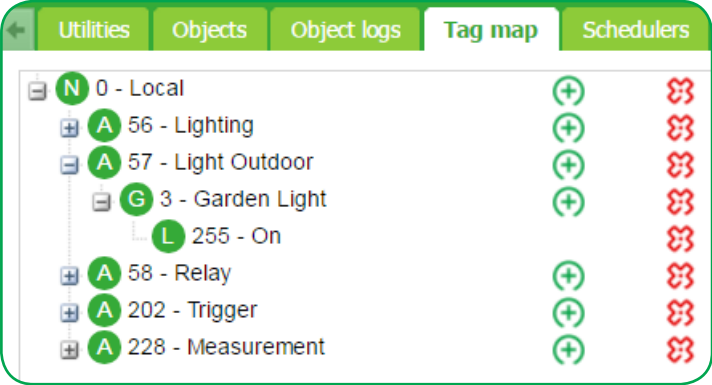 Utilities Objects Object logs Tag map Schedulers
N 0 - Local
A 56 - Lighting
A 57 - Light Outdoor
G 3 - Garden Light
L 255 - On
A 58 - Relay
A 202 - Trigger
A 228 - Measurement